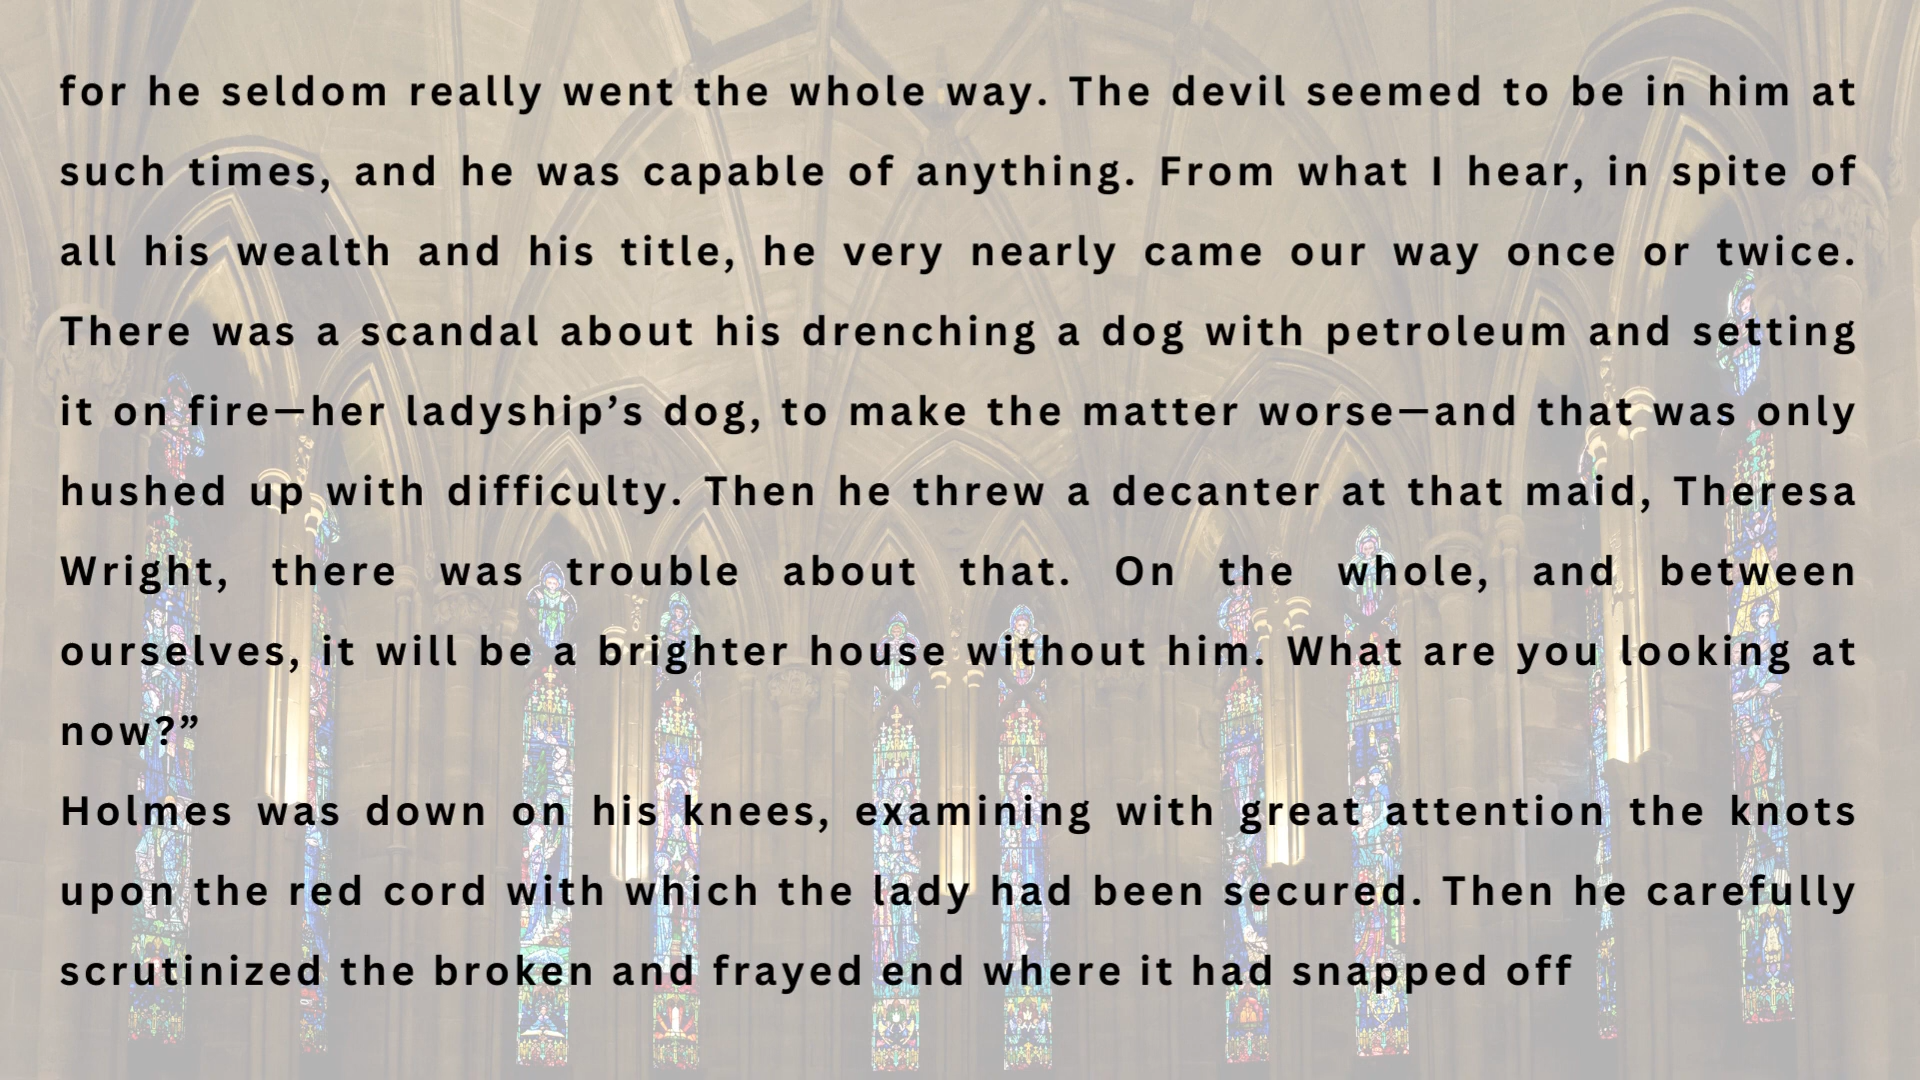 for he seldom really went the whole way. The devil seemed to be in him at
such times, and he was capable of anything. From what I hear, in spite of
all his wealth and his title, he very nearly came our way once or twice.
There was a scandal about his drenching a dog with petroleum and setting
it on fire—her ladyship’s dog, to make the matter worse—and that was only
hushed up with difficulty. Then he threw a decanter at that maid, Theresa
Wright, there was trouble about that. On the whole, and between
ourselves, it will be a brighter house without him. What are you looking at
now?”
Holmes was down on his knees, examining with great attention the knots
upon the red cord with which the lady had been secured. Then he carefully
scrutinized the broken and frayed end where it had snapped off